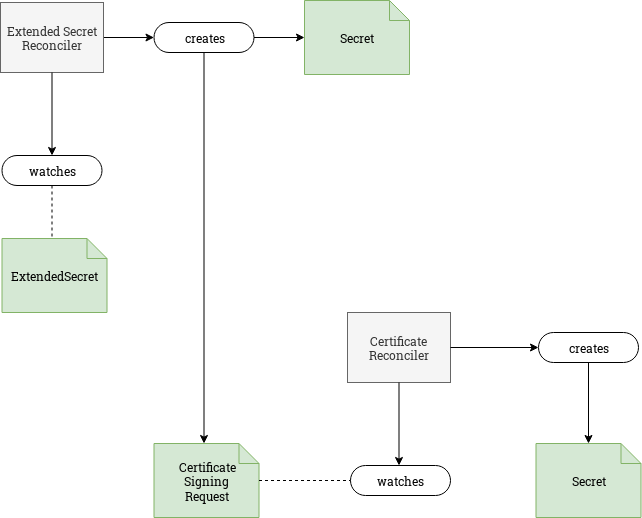 Extended Secret
Reconciler
creates
Secret
watches
ExtendedSecret
Certificate
Reconciler
creates
Certificate
Signing
Request
watches
Secret